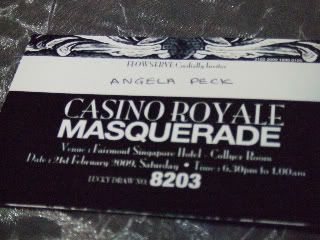 FLOWSERVE Cordially Invites
ANGELA PECK
CASINO ROYALE
MASQUERADE
Venue : Fairmont Singapore Hotel - Collyer Room
Date : 21st February 2009, Saturday • Time : 6.30pm to 1.00am
LUCKY DRAW NO. 8203